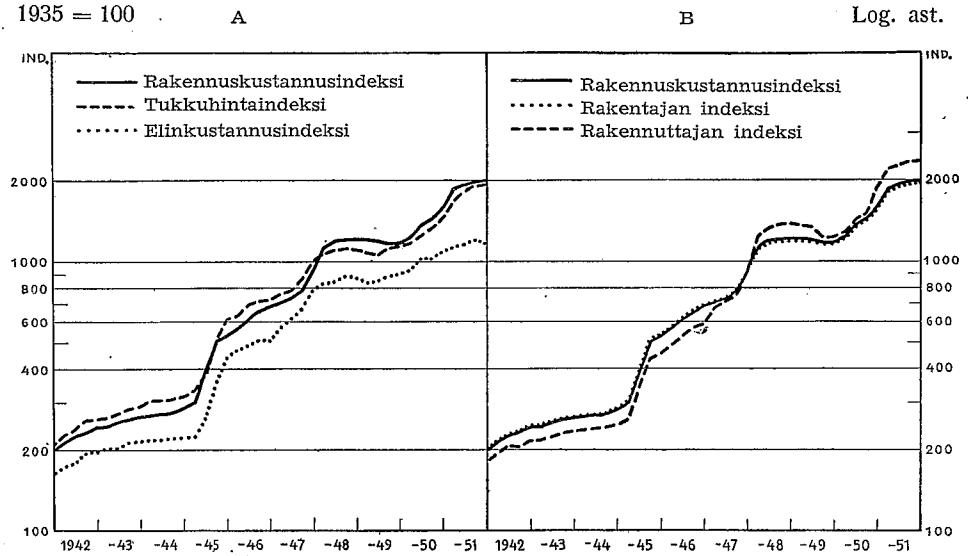 1935 = 100 A B Log. ast.
IND. IND.
Rakennuskustannusindeksi
Tukkuhintaindeksi
Elinkustannusindeksi
Rakennuskustannusindeksi
Rakentajan indeksi
Rakennuttajan indeksi
2000 2000
1000 1000
800 800
600 600
400 400
200 200
100 100
1942 -43 -44 -45 -46 -47 -48 -49 -50 -51 1942 -43 -44 -45 -46 -47 -48 -49 -50 -51